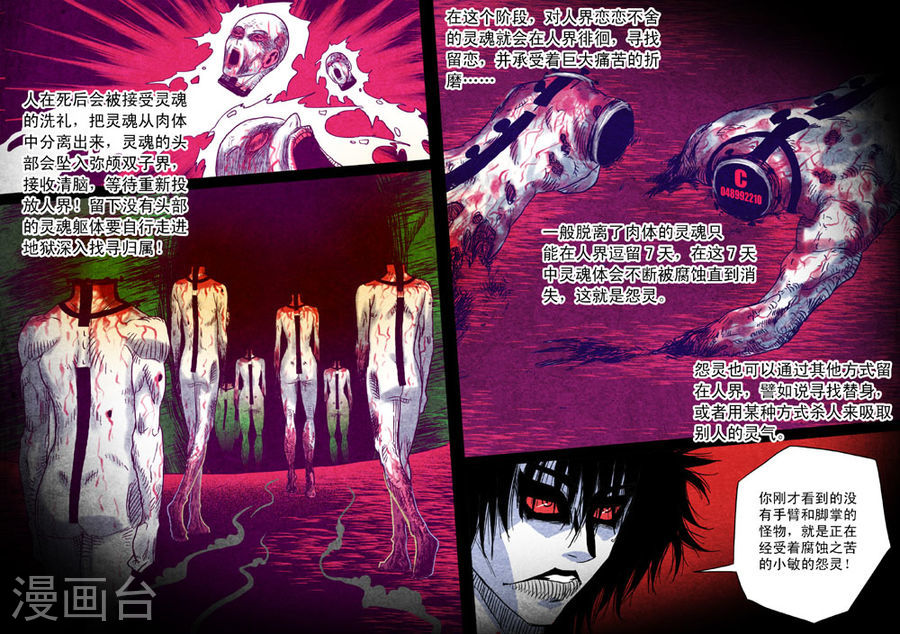 人在死后会被接受灵魂
的洗礼，把灵魂从肉体
中分离出来，灵魂的头
部会坠入弥颅双子界，
接收清脑，等待重新投
放人界！留下没有头部
的灵魂躯体要自行走进
地狱深入找寻归属！
在这个阶段，对人界恋恋不舍
的灵魂就会在人界徘徊，寻找
留恋，并承受着巨大痛苦的折
磨……
C
048992210
一般脱离了肉体的灵魂只
能在人界逗留7天，在这7天
中灵魂体会不断被腐蚀直到消
失，这就是怨灵。
怨灵也可以通过其他方式留
在人界，譬如说寻找替身，
或者用某种方式杀人来吸取
别人的灵气。
你刚才看到的没
有手臂和脚掌的
怪物，就是正在
经受着腐蚀之苦
的小敏的怨灵！
漫画台